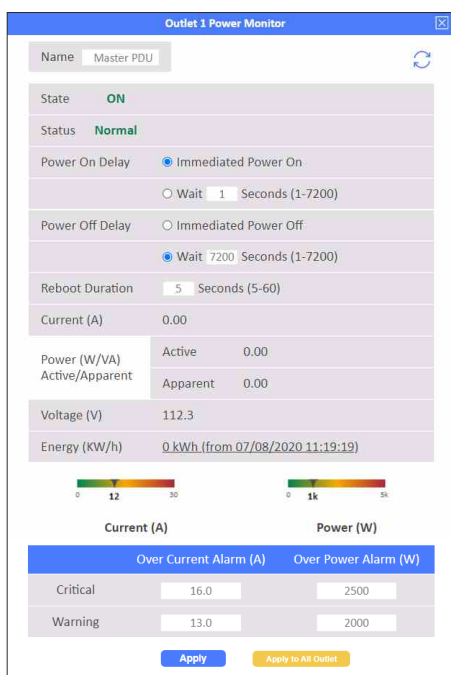 Outlet 1 Power Monitor
Name Master PDU
State ON
Status Normal
Power On Delay Immediated Power On
Wait 1 Seconds (1-7200)
Power Off Delay Immediated Power Off
Wait 7200 Seconds (1-7200)
Reboot Duration 5 Seconds (5-60)
Current (A) 0.00
Power (W/VA)
Active/Apparent
Active 0.00
Apparent 0.00
Voltage (V) 112.3
Energy (KW/h) 0 kWh (from 07/08/2020 11:19:19)
0 12 30 0 1k 5k
Current (A) Power (W)
Over Current Alarm (A) Over Power Alarm (W)
Critical 16.0 2500
Warning 13.0 2000
Apply Apply to All Outlet